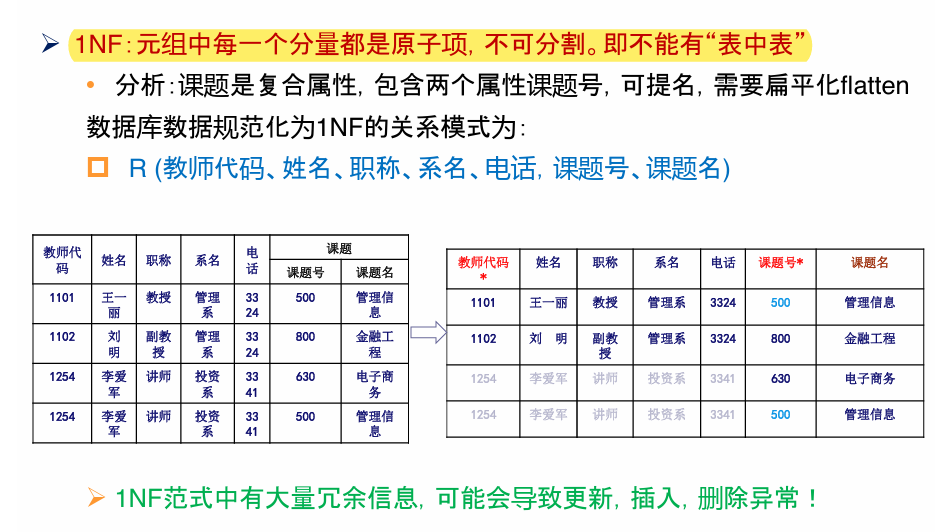 1NF：元组中每一个分量都是原子项，不可分割。即不能有“表中表”
分析：课题是复合属性，包含两个属性课题号，可提名，需要扁平化flatten
数据库数据规范化为1NF的关系模式为：
R (教师代码、姓名、职称、系名、电话，课题号、课题名)
教师代码 姓名 职称 系名 电话 课题
课题号 课题名
1101 王一丽 教授 管理系 3324 500 管理信息
1102 刘 明 副教授 管理系 3324 800 金融工程
1254 李爱军 讲师 投资系 3341 630 电子商务
1254 李爱军 讲师 投资系 3341 500 管理信息
教师代码* 姓名 职称 系名 电话 课题号* 课题名
1101 王一丽 教授 管理系 3324 500 管理信息
1102 刘 明 副教授 管理系 3324 800 金融工程
1254 李爱军 讲师 投资系 3341 630 电子商务
1254 李爱军 讲师 投资系 3341 500 管理信息
1NF范式中有大量冗余信息，可能会导致更新，插入，删除异常！